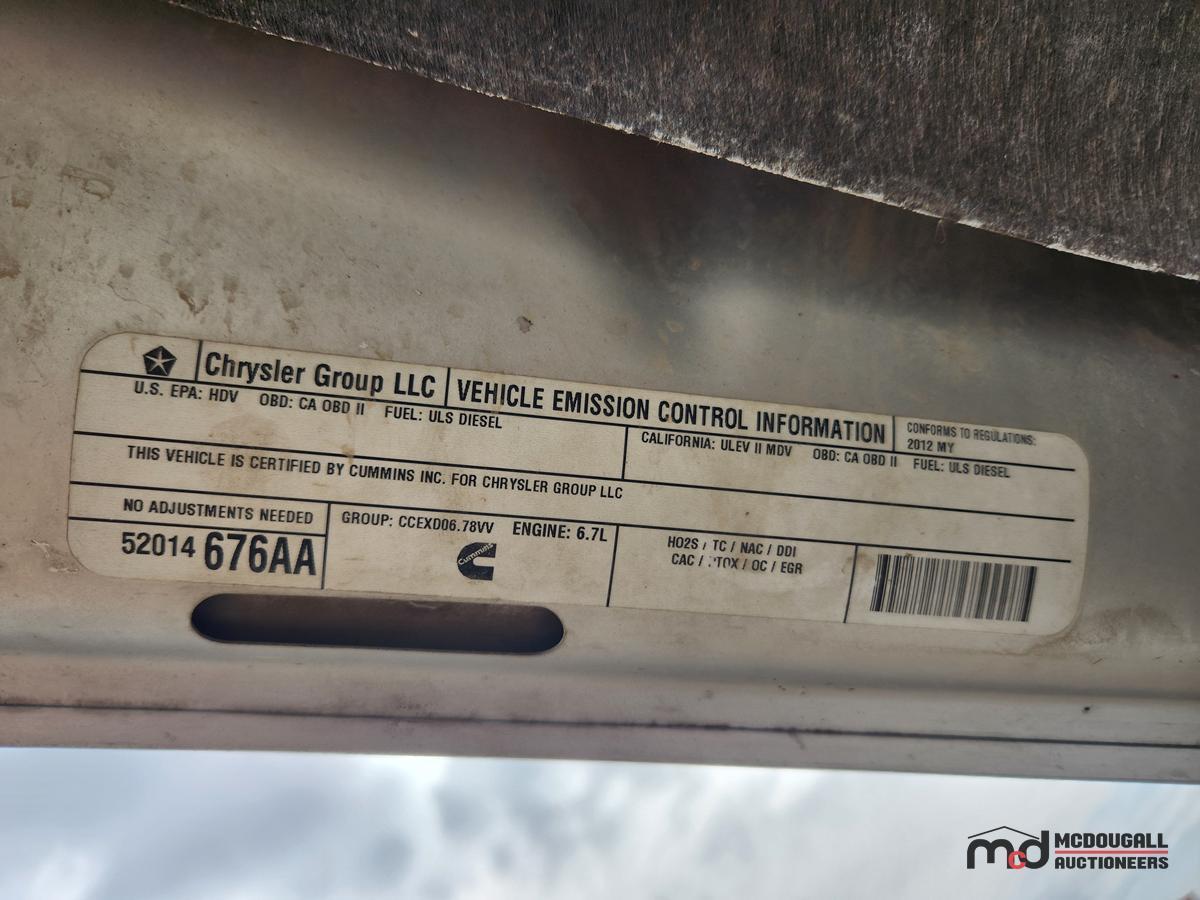 Chrysler Group LLC
VEHICLE EMISSION CONTROL INFORMATION
CONFORMS TO REGULATIONS:
2012 MY
U.S. EPA: HDV OBD: CA OBD II FUEL: ULS DIESEL
CALIFORNIA: ULEV II MDV OBD: CA OBD II FUEL: ULS DIESEL
THIS VEHICLE IS CERTIFIED BY CUMMINS INC. FOR CHRYSLER GROUP LLC
NO ADJUSTMENTS NEEDED
52014 676AA
GROUP: CCEXD06.78VV ENGINE: 6.7L
Cummins
HO2S / TC / NAC / DDI
CAC / / OC / EGR
mcd MCDOUGALL
AUCTIONEERS